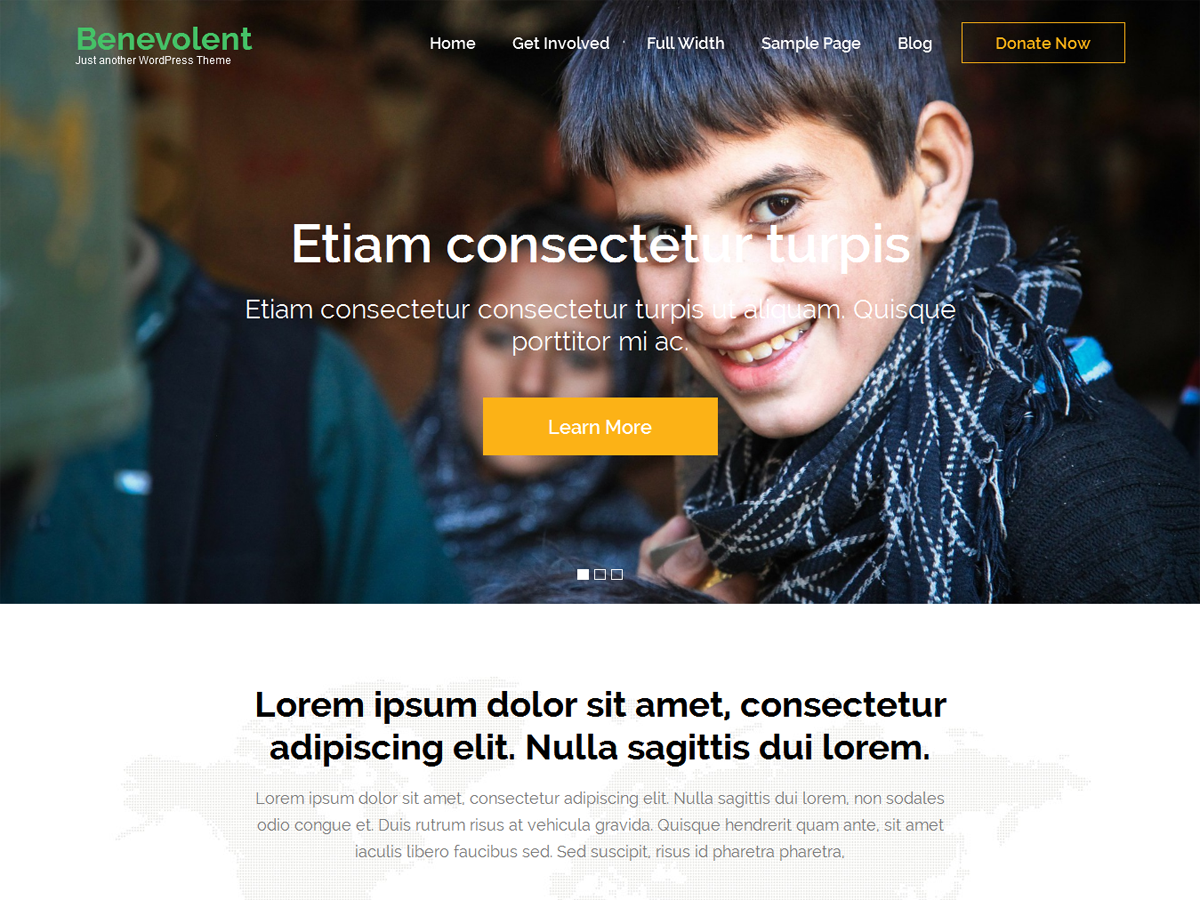 Benevolent
Just another WordPress Theme
Home Get Involved Full Width Sample Page Blog Donate Now
Etiam consectetur turpis
Etiam consectetur consectetur turpis ut aliquam. Quisque
porttitor mi ac.
Learn More
Lorem ipsum dolor sit amet, consectetur
adipiscing elit. Nulla sagittis dui lorem.
Lorem ipsum dolor sit amet, consectetur adipiscing elit. Nulla sagittis dui lorem, non sodales
odio congue et. Duis rutrum risus at vehicula gravida. Quisque hendrerit quam ante, sit amet
iaculis libero faucibus sed. Sed suscipit, risus id pharetra pharetra,